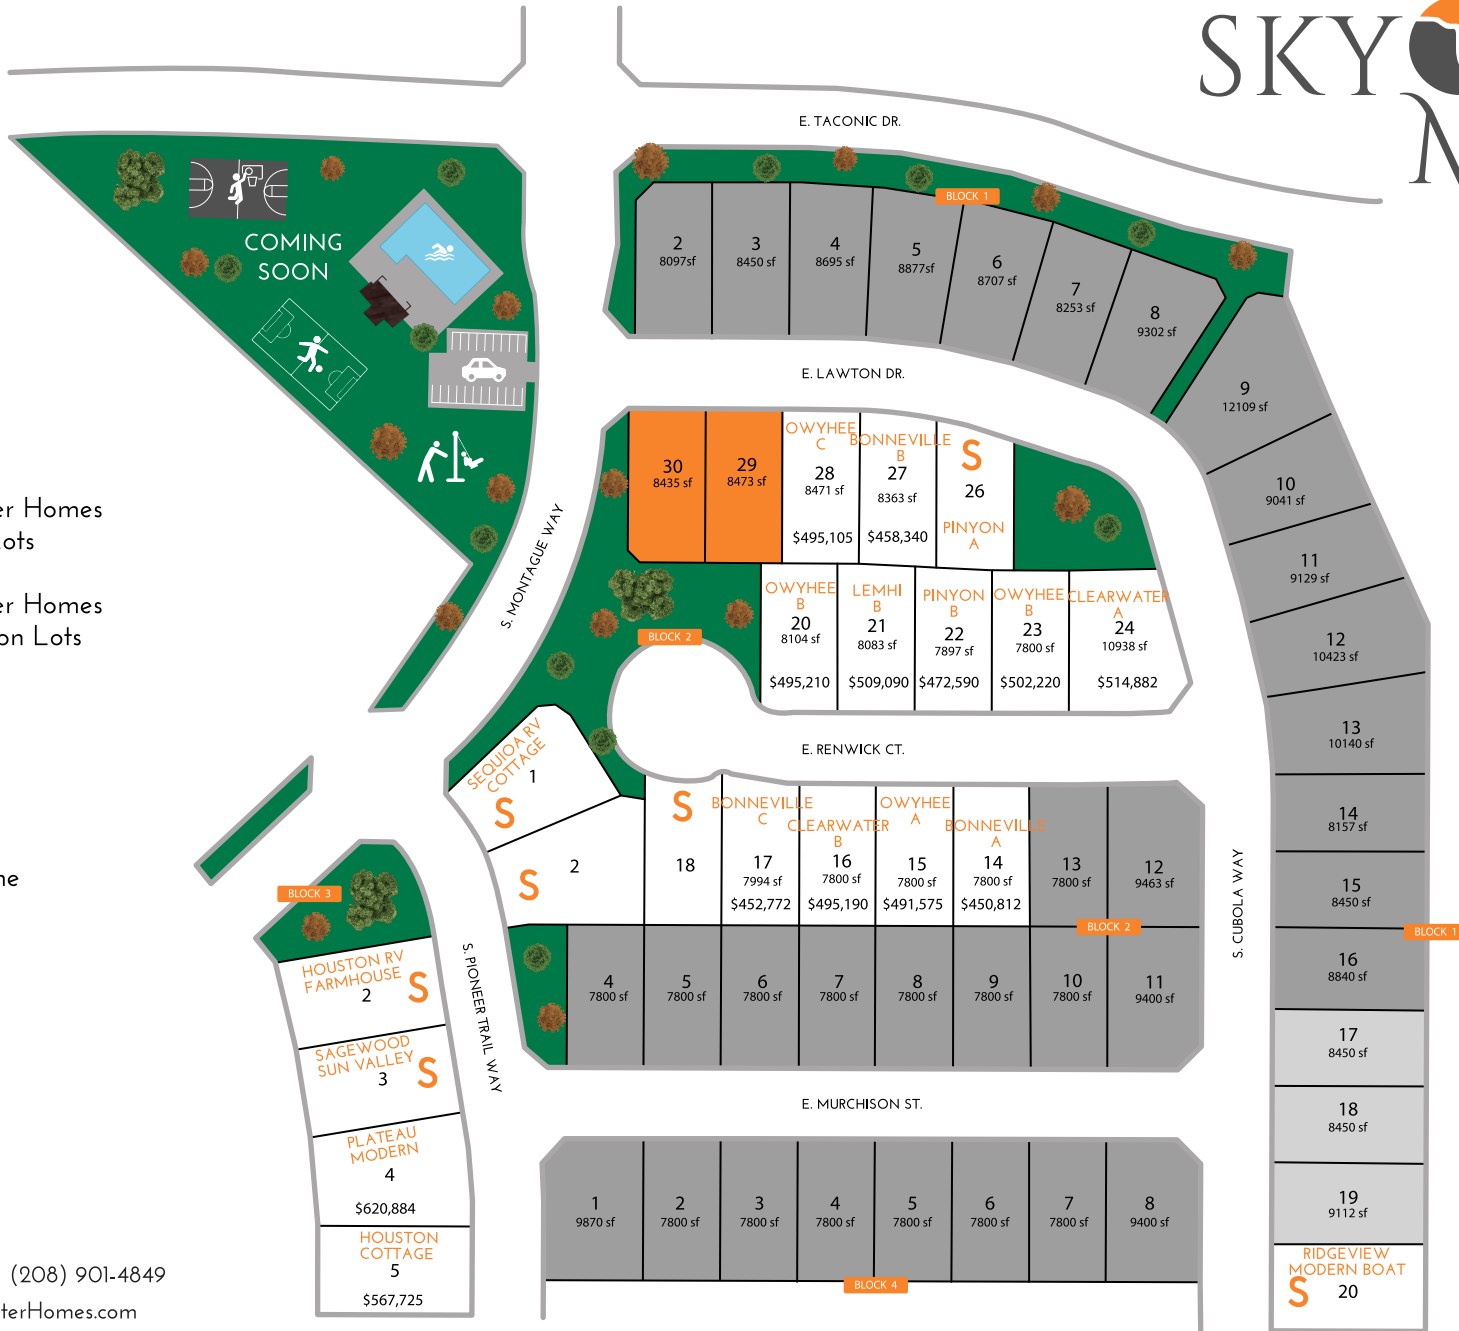 SKY
E. TACONIC DR.
COMING
SOON
BLOCK 1
2
8097sf
3
8450 sf
4
8695 sf
5
8877sf
6
8707 sf
7
8253 sf
8
9302 sf
E. LAWTON DR.
9
12109 sf
10
9041 sf
11
9129 sf
12
10423 sf
13
10140 sf
14
8157 sf
15
8450 sf
BLOCK 1
16
8840 sf
17
8450 sf
18
8450 sf
19
9112 sf
RIDGEVIEW
MODERN BOAT
S
20
30
8435 sf
29
8473 sf
OWYHEE
C
28
8471 sf
$495,105
BONNEVILLE
B
27
8363 sf
$458,340
S
26
PINYON
A
S. MONTAGUE WAY
BLOCK 2
OWYHEE
B
20
8104 sf
$495,210
LEMHI
B
21
8083 sf
$509,090
PINYON
B
22
7897 sf
$472,590
OWYHEE
B
23
7800 sf
$502,220
CLEARWATER
A
24
10938 sf
$514,882
E. RENWICK CT.
SEQUIOA RV
COTTAGE
1
S
2
S
S
18
BONNEVILLE
C
17
7994 sf
$452,772
CLEARWATER
B
16
7800 sf
$495,190
OWYHEE
A
15
7800 sf
$491,575
BONNEVILLE
A
14
7800 sf
$450,812
13
7800 sf
12
9463 sf
BLOCK 2
4
7800 sf
5
7800 sf
6
7800 sf
7
7800 sf
8
7800 sf
9
7800 sf
10
7800 sf
11
9400 sf
S. CUBOLA WAY
S. PIONEER TRAIL WAY
E. MURCHISON ST.
BLOCK 3
HOUSTON RV
FARMHOUSE
2
S
SAGEWOOD
SUN VALLEY
3
S
PLATEAU
MODERN
4
$620,884
HOUSTON
COTTAGE
5
$567,725
1
9870 sf
2
7800 sf
3
7800 sf
4
7800 sf
5
7800 sf
6
7800 sf
7
7800 sf
8
9400 sf
BLOCK 4
er Homes
ots
er Homes
on Lots
ne
(208) 901-4849
terHomes.com